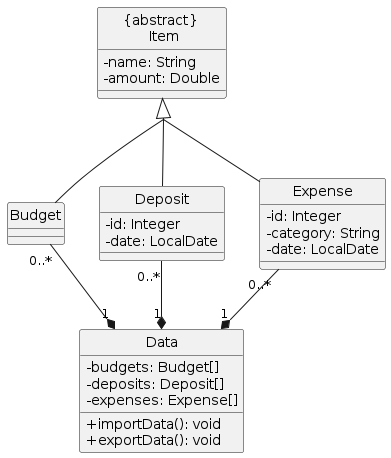 {abstract}
Item
-name: String
-amount: Double
Budget
Deposit
-id: Integer
-date: LocalDate
Expense
-id: Integer
-category: String
-date: LocalDate
0..*
0..*
0..*
1
1
1
Data
-budgets: Budget[]
-deposits: Deposit[]
-expenses: Expense[]
+importData(): void
+exportData(): void